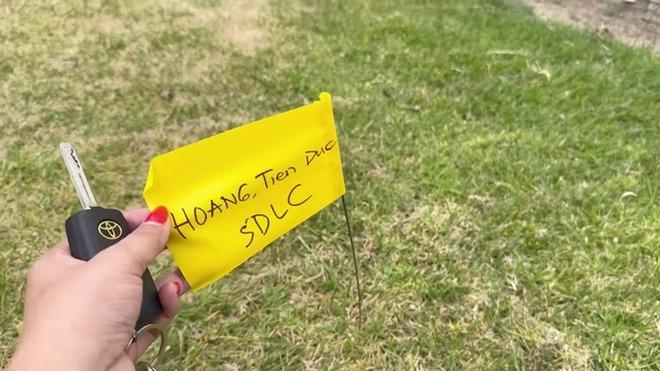 HOANG, Tien Duc
SDLC